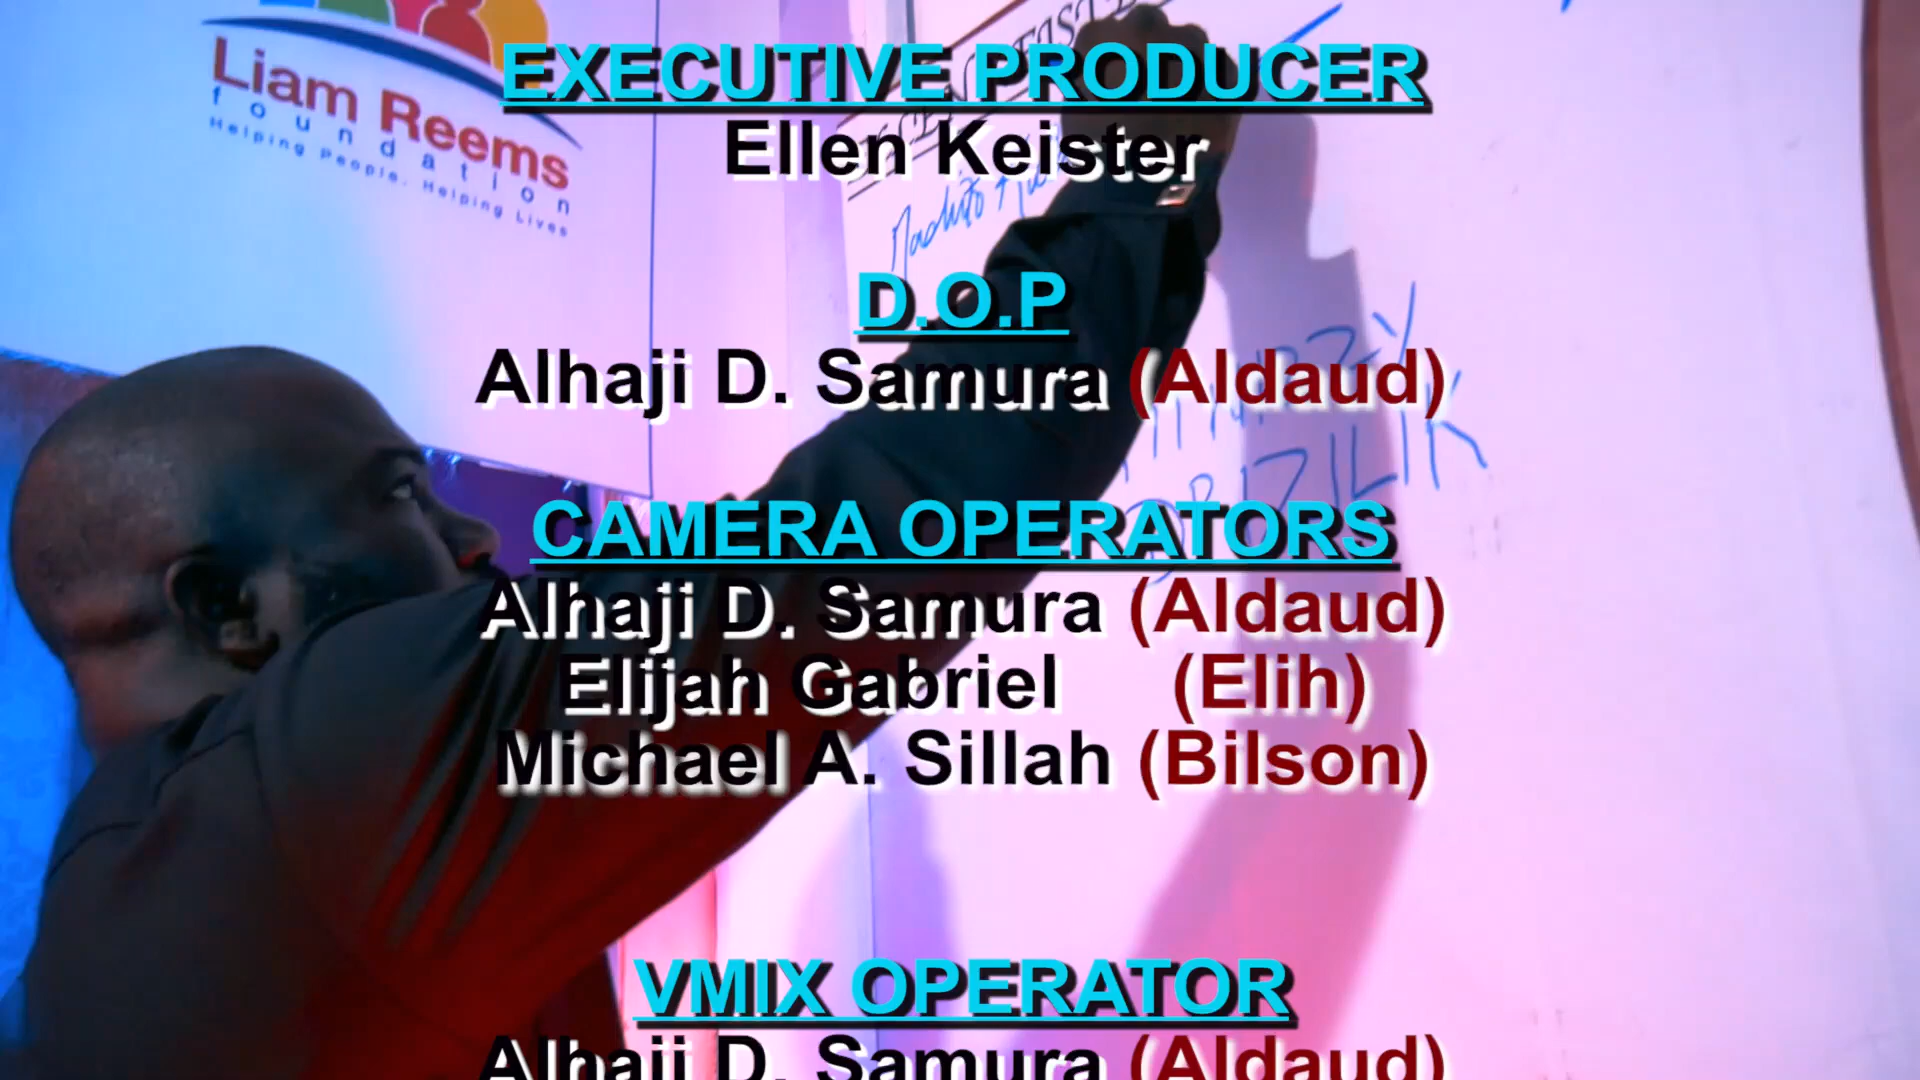 Liam Reems
foundation
Helping People. Helping Lives
EXECUTIVE PRODUCER
Ellen Keister
D.O.P
Alhaji D. Samura (Aldaud)
CAMERA OPERATORS
Alhaji D. Samura (Aldaud)
Elijah Gabriel (Elih)
Michael A. Sillah (Bilson)
VMIX OPERATOR
Alhaji D. Samura (Aldaud)